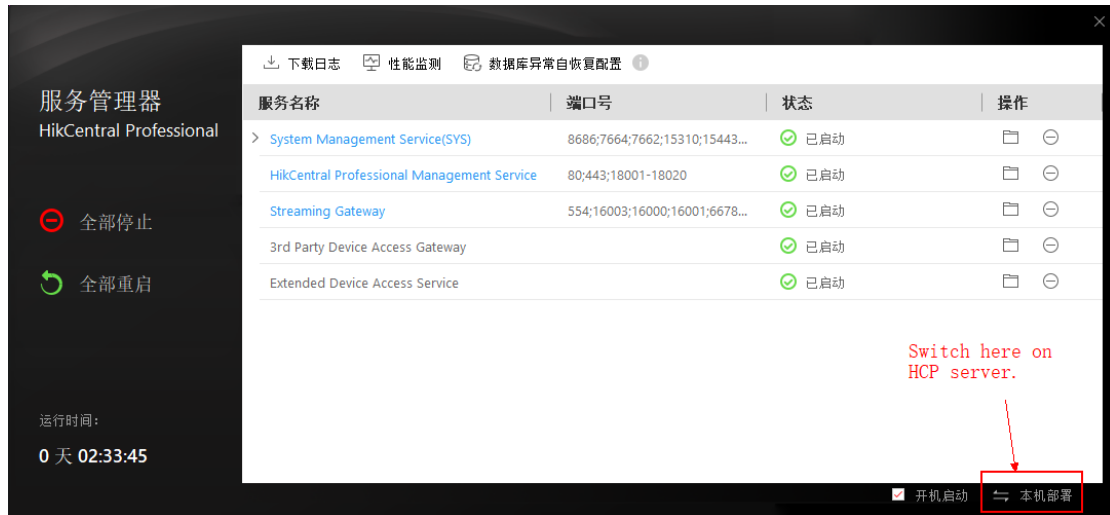 下载日志 性能监测 数据库异常自恢复配置
服务管理器
HikCentral Professional
全部停止
全部重启
运行时间:
0 天 02:33:45
服务名称 端口号 状态 操作
System Management Service(SYS) 8686;7664;7662;15310;15443... 已启动
HikCentral Professional Management Service 80;443;18001-18020 已启动
Streaming Gateway 554;16003;16000;16001;6678... 已启动
3rd Party Device Access Gateway 已启动
Extended Device Access Service 已启动
Switch here on
HCP server.
开机启动 本机部署